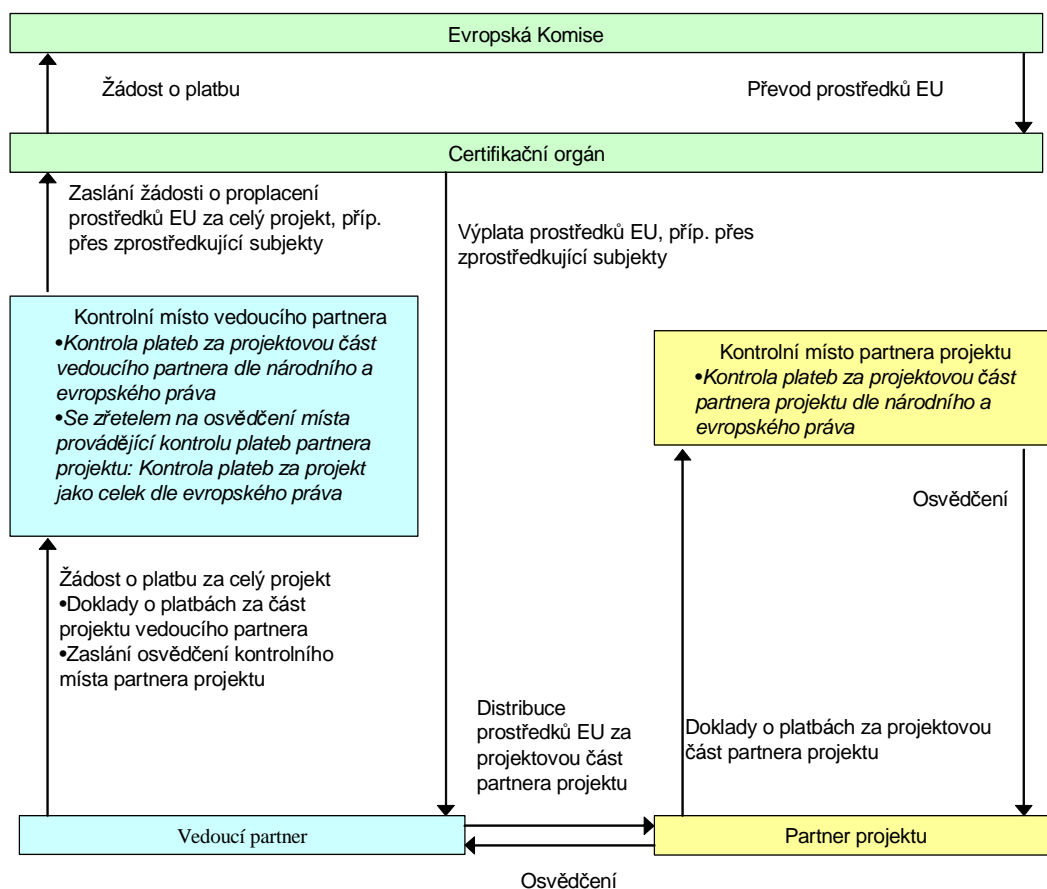 Evropská Komise
Žádost o platbu
Převod prostředků EU
Certifikační orgán
Zaslání žádosti o proplacení
prostředků EU za celý projekt, příp.
přes zprostředkující subjekty
Výplata prostředků EU, příp. přes
zprostředkující subjekty
Kontrolní místo vedoucího partnera
•Kontrola plateb za projektovou část
vedoucího partnera dle národního a
evropského práva
•Se zřetelem na osvědčení místa
provádějící kontrolu plateb partnera
projektu: Kontrola plateb za projekt
jako celek dle evropského práva
Kontrolní místo partnera projektu
•Kontrola plateb za projektovou část
partnera projektu dle národního a
evropského práva
Osvědčení
Žádost o platbu za celý projekt
•Doklady o platbách za část
projektu vedoucího partnera
•Zaslání osvědčení kontrolního
místa partnera projektu
Distribuce
prostředků EU za
projektovou část
partnera projektu
Doklady o platbách za projektovou
část partnera projektu
Vedoucí partner
Partner projektu
Osvědčení